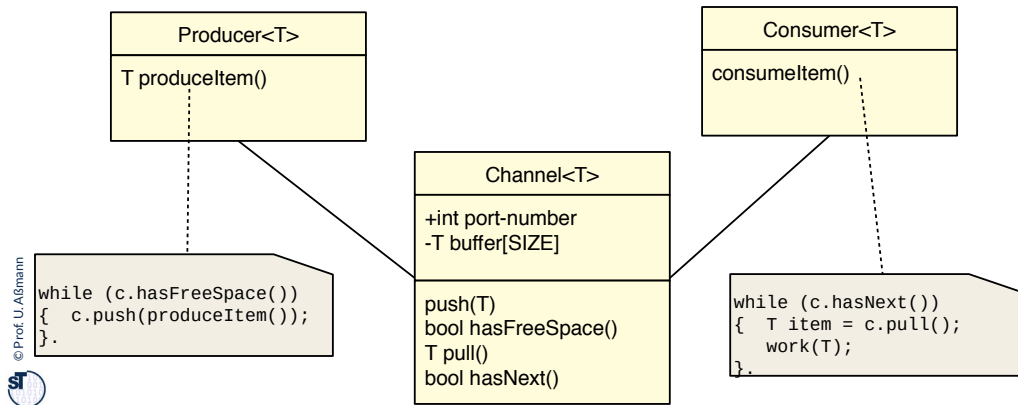 Producer<T>
T produceItem()
Consumer<T>
consumeItem()
Channel<T>
+int port-number
-T buffer[SIZE]
push(T)
bool hasFreeSpace()
T pull()
bool hasNext()
while (c.hasFreeSpace())
{  c.push(produceItem());
}.
while (c.hasNext())
{  T item = c.pull();
   work(T);
}.
© Prof. U. Aßmann
ST